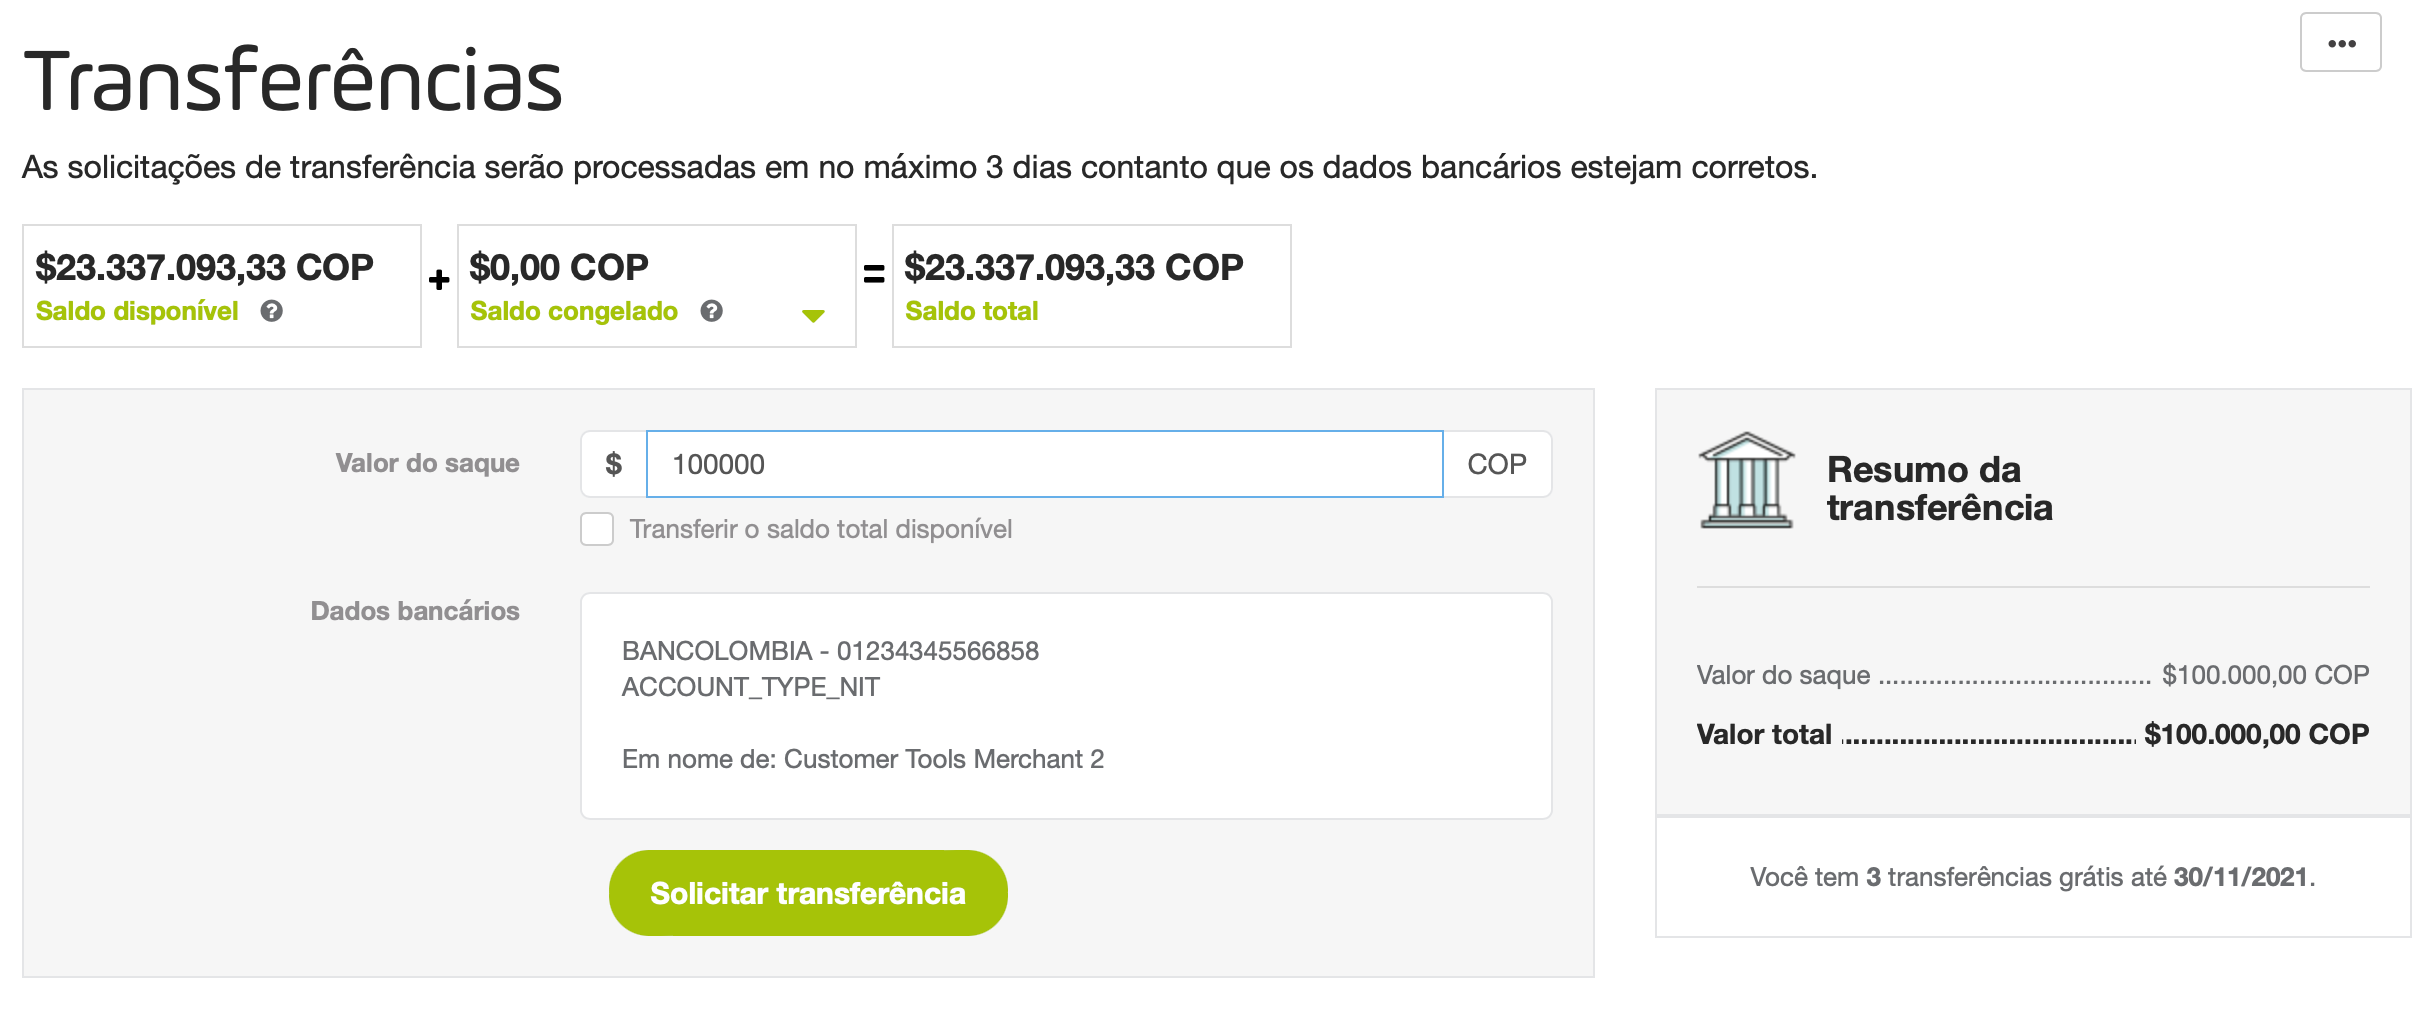 Transferências
As solicitações de transferência serão processadas em no máximo 3 dias contanto que os dados bancários estejam corretos.
$23.337.093,33 COP
Saldo disponível ?
+
$0,00 COP
Saldo congelado ?
=
$23.337.093,33 COP
Saldo total
Valor do saque
$ 100000 COP
Transferir o saldo total disponível
Dados bancários
BANCOLOMBIA - 01234345566858
ACCOUNT_TYPE_NIT
Em nome de: Customer Tools Merchant 2
Solicitar transferência
Resumo da
transferência
Valor do saque ...................................... $100.000,00 COP
Valor total ..................................... $100.000,00 COP
Você tem 3 transferências grátis até 30/11/2021.